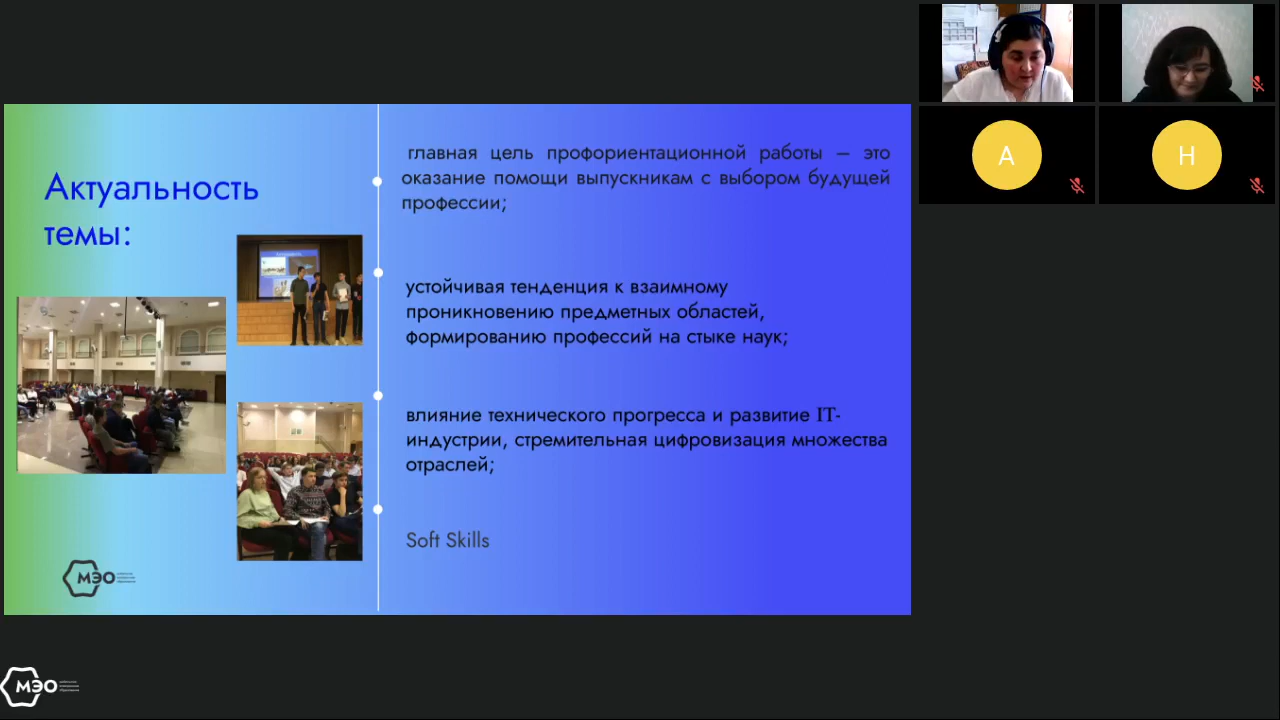 Актуальность
темы:
главная цель профориентационной работы – это
оказание помощи выпускникам с выбором будущей
профессии;
устойчивая тенденция к взаимному
проникновению предметных областей,
формированию профессий на стыке наук;
влияние технического прогресса и развитие IT-
индустрии, стремительная цифровизация множества
отраслей;
Soft Skills
МЭО
A
H
МЭО